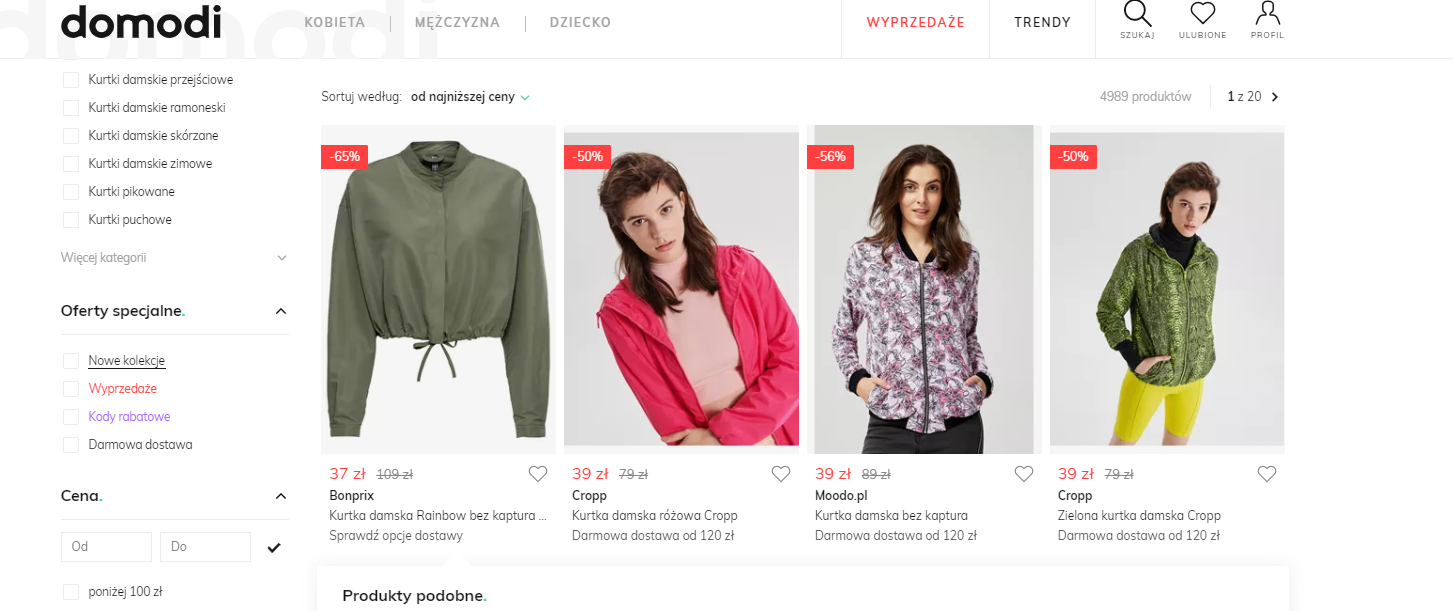 domodi
KOBIETA
MĘŻCZYZNA
DZIECKO
WYPRZEDAŻE
TRENDY
SZUKAJ
ULUBIONE
PROFIL
Kurtki damskie przejściowe
Kurtki damskie ramoneski
Kurtki damskie skórzane
Kurtki damskie zimowe
Kurtki pikowane
Kurtki puchowe
Więcej kategorii
Oferty specjalne.
Nowe kolekcje
Wyprzedaże
Kody rabatowe
Darmowa dostawa
Cena.
Od
Do
poniżej 100 zł
Sortuj według: od najniższej ceny
4989 produktów
1 z 20
-65%
37 zł 109 zł
Bonprix
Kurtka damska Rainbow bez kaptura ...
Sprawdź opcje dostawy
-50%
39 zł 79 zł
Cropp
Kurtka damska różowa Cropp
Darmowa dostawa od 120 zł
-56%
39 zł 89 zł
Moodo.pl
Kurtka damska bez kaptura
Darmowa dostawa od 120 zł
-50%
39 zł 79 zł
Cropp
Zielona kurtka damska Cropp
Darmowa dostawa od 120 zł
Produkty podobne.